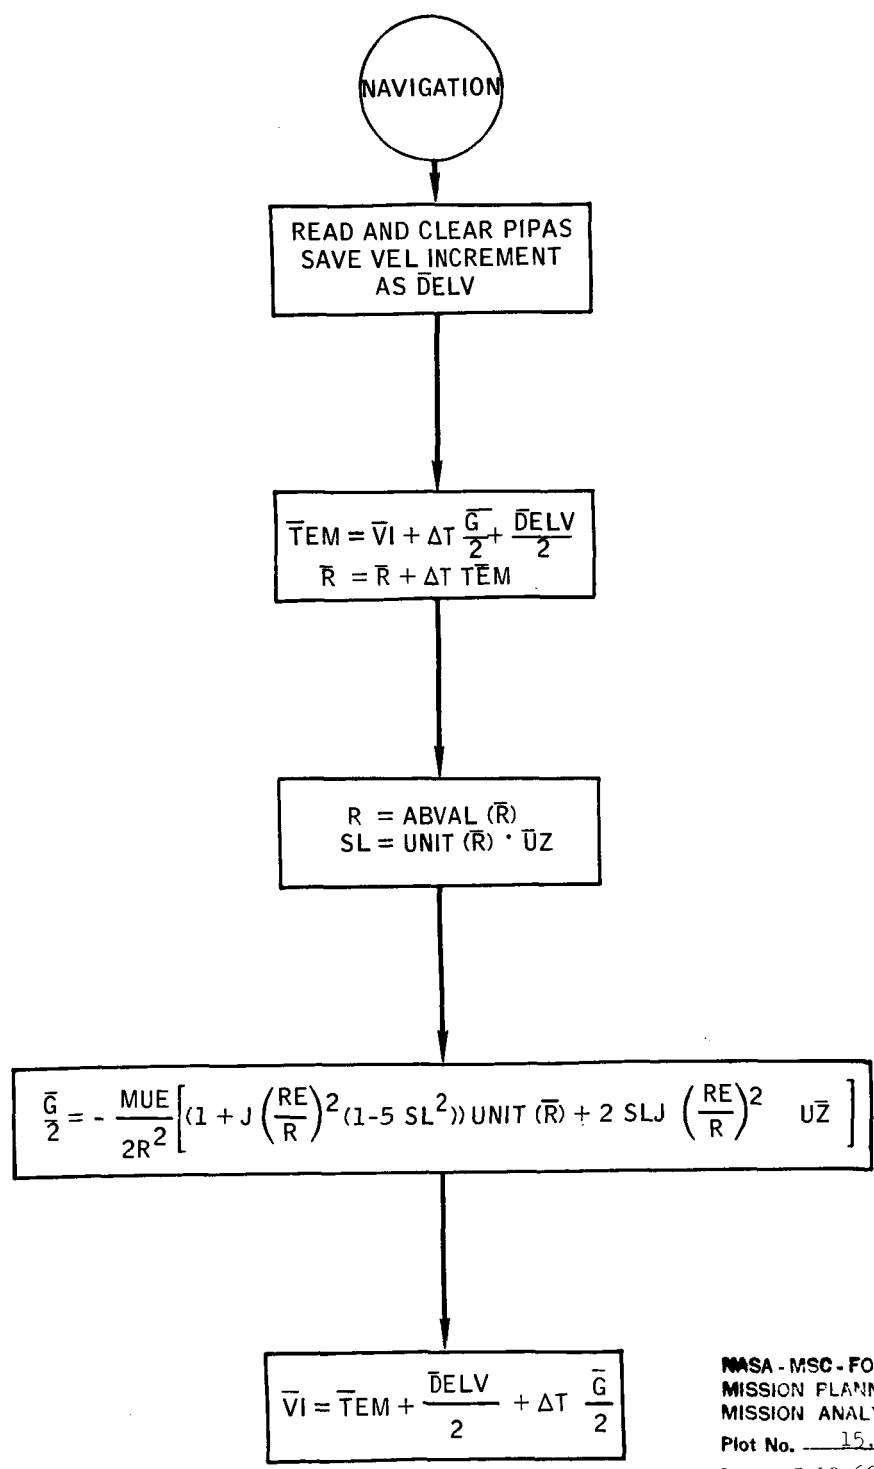 NAVIGATION
READ AND CLEAR PIPAS
SAVE VEL INCREMENT
AS D̅ELV
T̅EM = V̅I + ΔT G̅/2 + D̅ELV/2
R̅ = R̅ + ΔT TE̅M
R = ABVAL (R̅)
SL = UNIT (R̅) · U̅Z
G̅/2 = - MUE/2R² [(1 + J (RE/R)² (1-5 SL²)) UNIT (R̅) + 2 SLJ (RE/R)² UZ̅ ]
V̅I = T̅EM + D̅ELV/2 + ΔT G̅/2
NASA - MSC - FO
MISSION PLANN
MISSION ANAL
Plot No. 15.